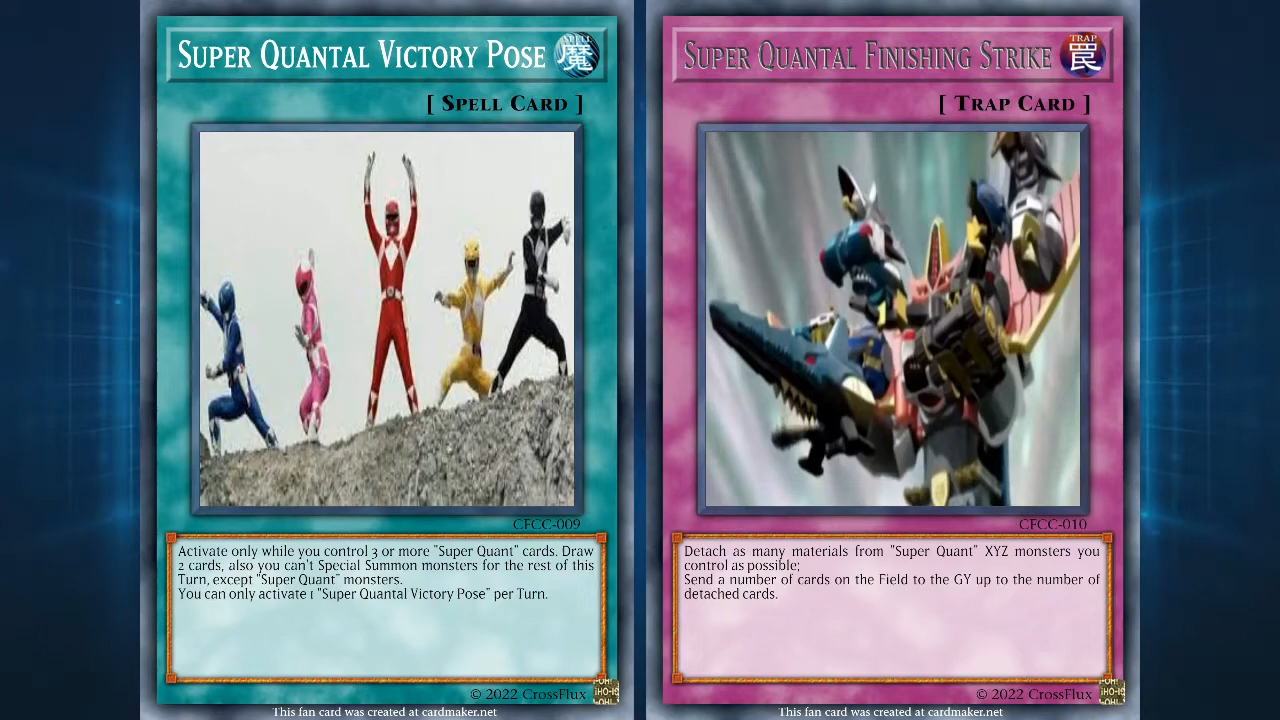 Super Quantal Victory Pose
SPELL
魔
[ Spell Card ]
CFCC-009
Activate only while you control 3 or more "Super Quant" cards. Draw
2 cards, also you can't Special Summon monsters for the rest of this
Turn, except "Super Quant" monsters.
You can only activate 1 "Super Quantal Victory Pose" per Turn.
© 2022 CrossFlux
This fan card was created at cardmaker.net
Super Quantal Finishing Strike
TRAP
罠
[ Trap Card ]
CFCC-010
Detach as many materials from "Super Quant" XYZ monsters you
control as possible;
Send a number of cards on the Field to the GY up to the number of
detached cards.
© 2022 CrossFlux
This fan card was created at cardmaker.net